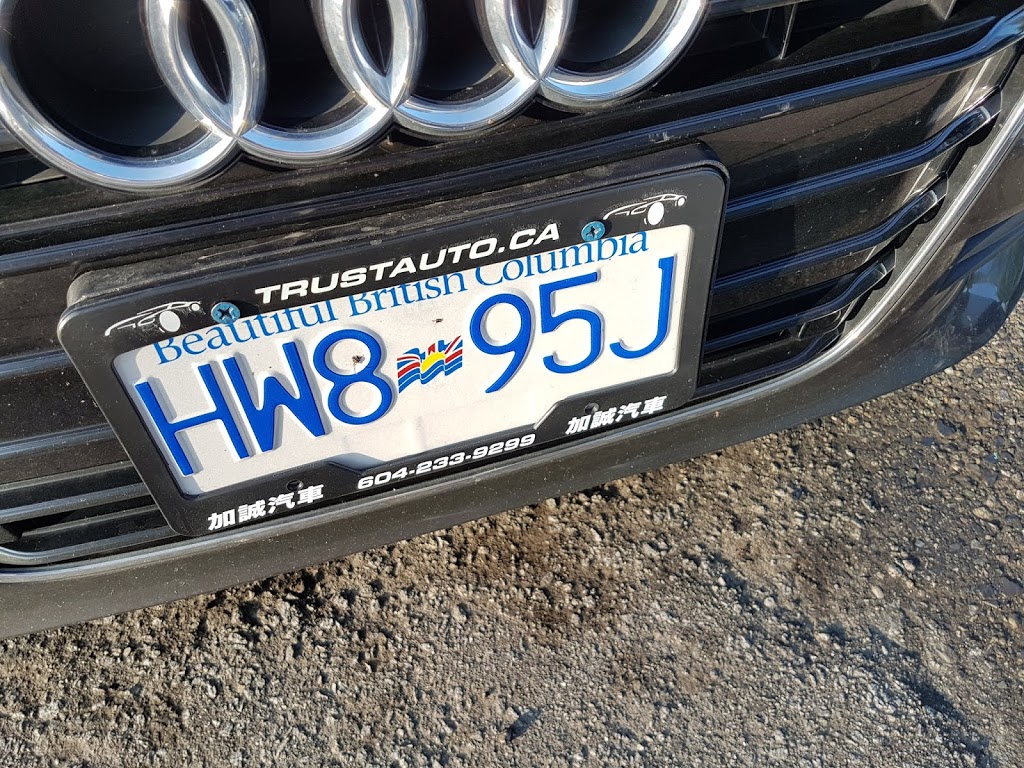 TRUSTAUTO.CA
Beautiful British Columbia
HW8 95J
加誠汽車 604-233-9299 加誠汽車